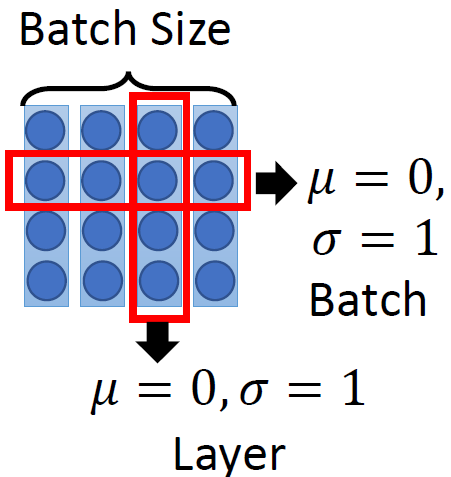 Batch Size
μ = 0,
σ = 1
Batch
μ = 0, σ = 1
Layer